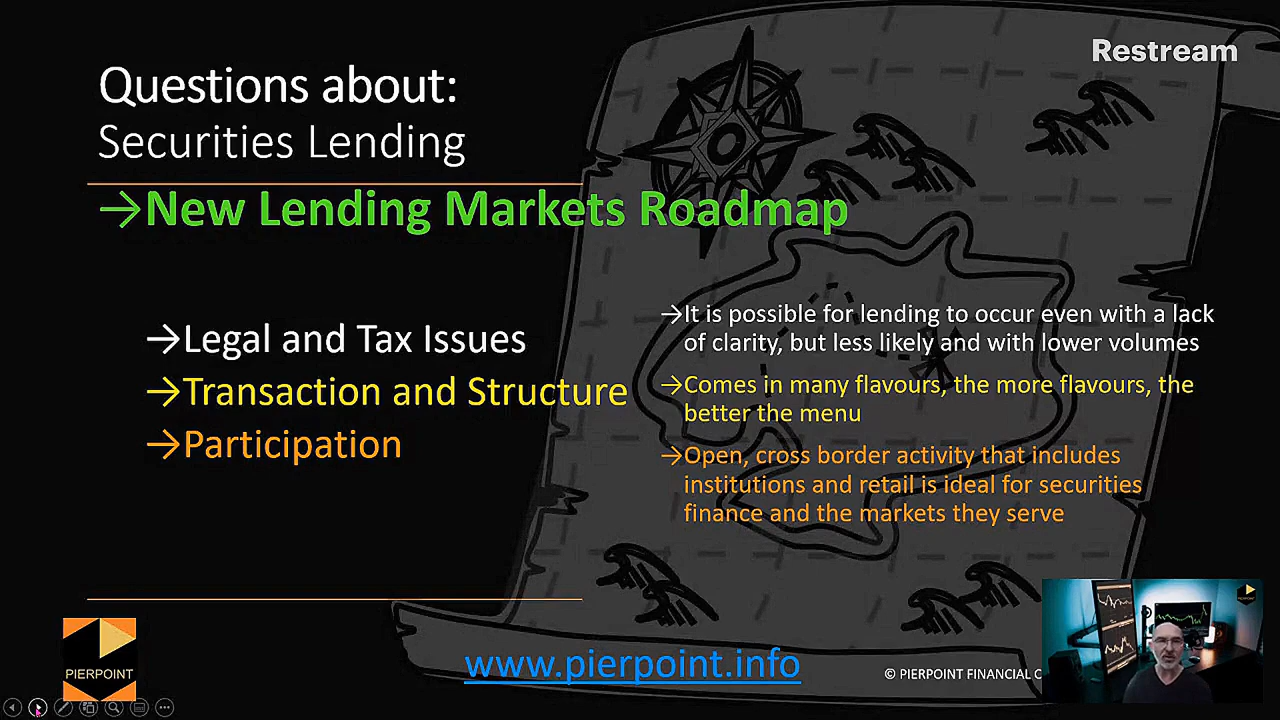 Restream
Questions about:
Securities Lending
→New Lending Markets Roadmap
→Legal and Tax Issues
→Transaction and Structure
→Participation
→It is possible for lending to occur even with a lack
of clarity, but less likely and with lower volumes
→Comes in many flavours, the more flavours, the
better the menu
→Open, cross border activity that includes
institutions and retail is ideal for securities
finance and the markets they serve
PIERPOINT
www.pierpoint.info
© PIERPOINT FINANCIAL C
PIERPOINT